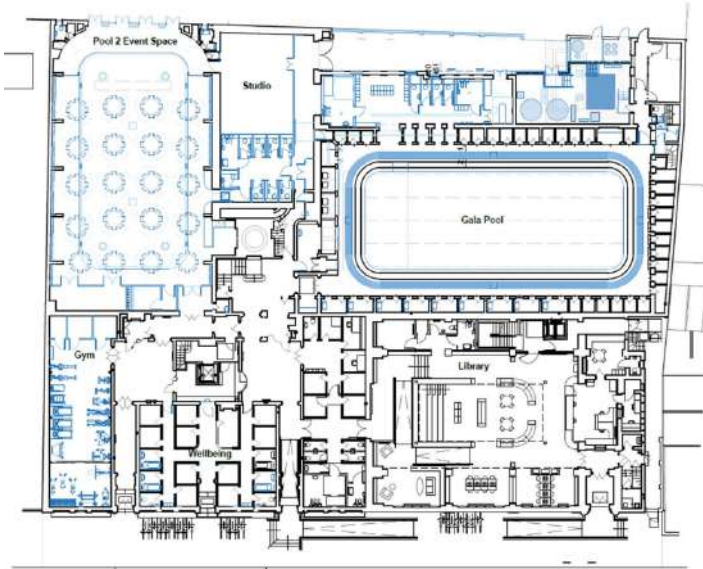 Pool 2 Event Space
Studio
Gala Pool
Gym
Library
Wellbeing